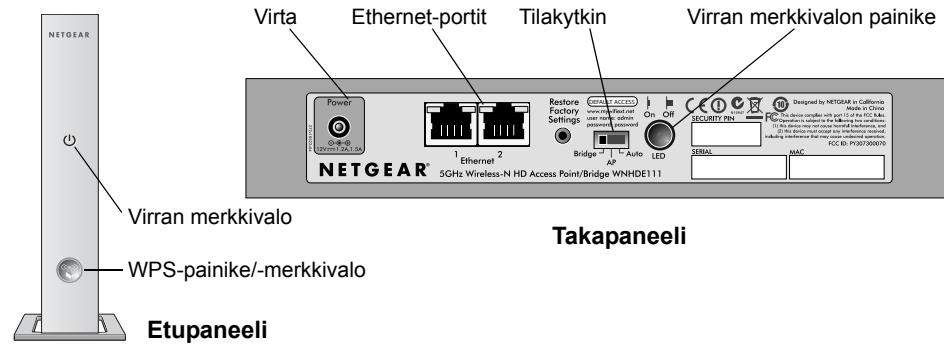 Virta
Ethernet-portit
Tilakytkin
Virran merkkivalon painike
NETGEAR
Power
12V 1.2A,1.5A
1 2
Ethernet
Restore
Factory
Settings
DEFAULT ACCESS
www.mywifiext.net
user name: admin
password: password
Bridge
AP
Auto
On Off
LED
SECURITY PIN
SERIAL
MAC
Designed by NETGEAR in California
Made in China
This device complies with part 15 of the FCC Rules.
Operation is subject to the following two conditions:
(1) this device may not cause harmful interference, and
(2) this device must accept any interference received,
including interference that may cause undesired operation.
FCC ID: PY307300070
NETGEAR®
5GHz Wireless-N HD Access Point/Bridge WNHDE111
Virran merkkivalo
WPS-painike/-merkkivalo
Takapaneeli
Etupaneeli